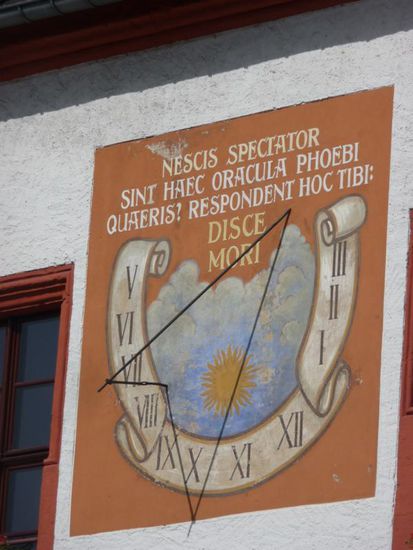 NESCIS SPECTATOR
SINT HAEC ORACULA PHOEBI
QUAERIS? RESPONDENT HOC TIBI:
DISCE
MORI
V
VI
VII
VIII
IX
X
XI
XII
I
II
III